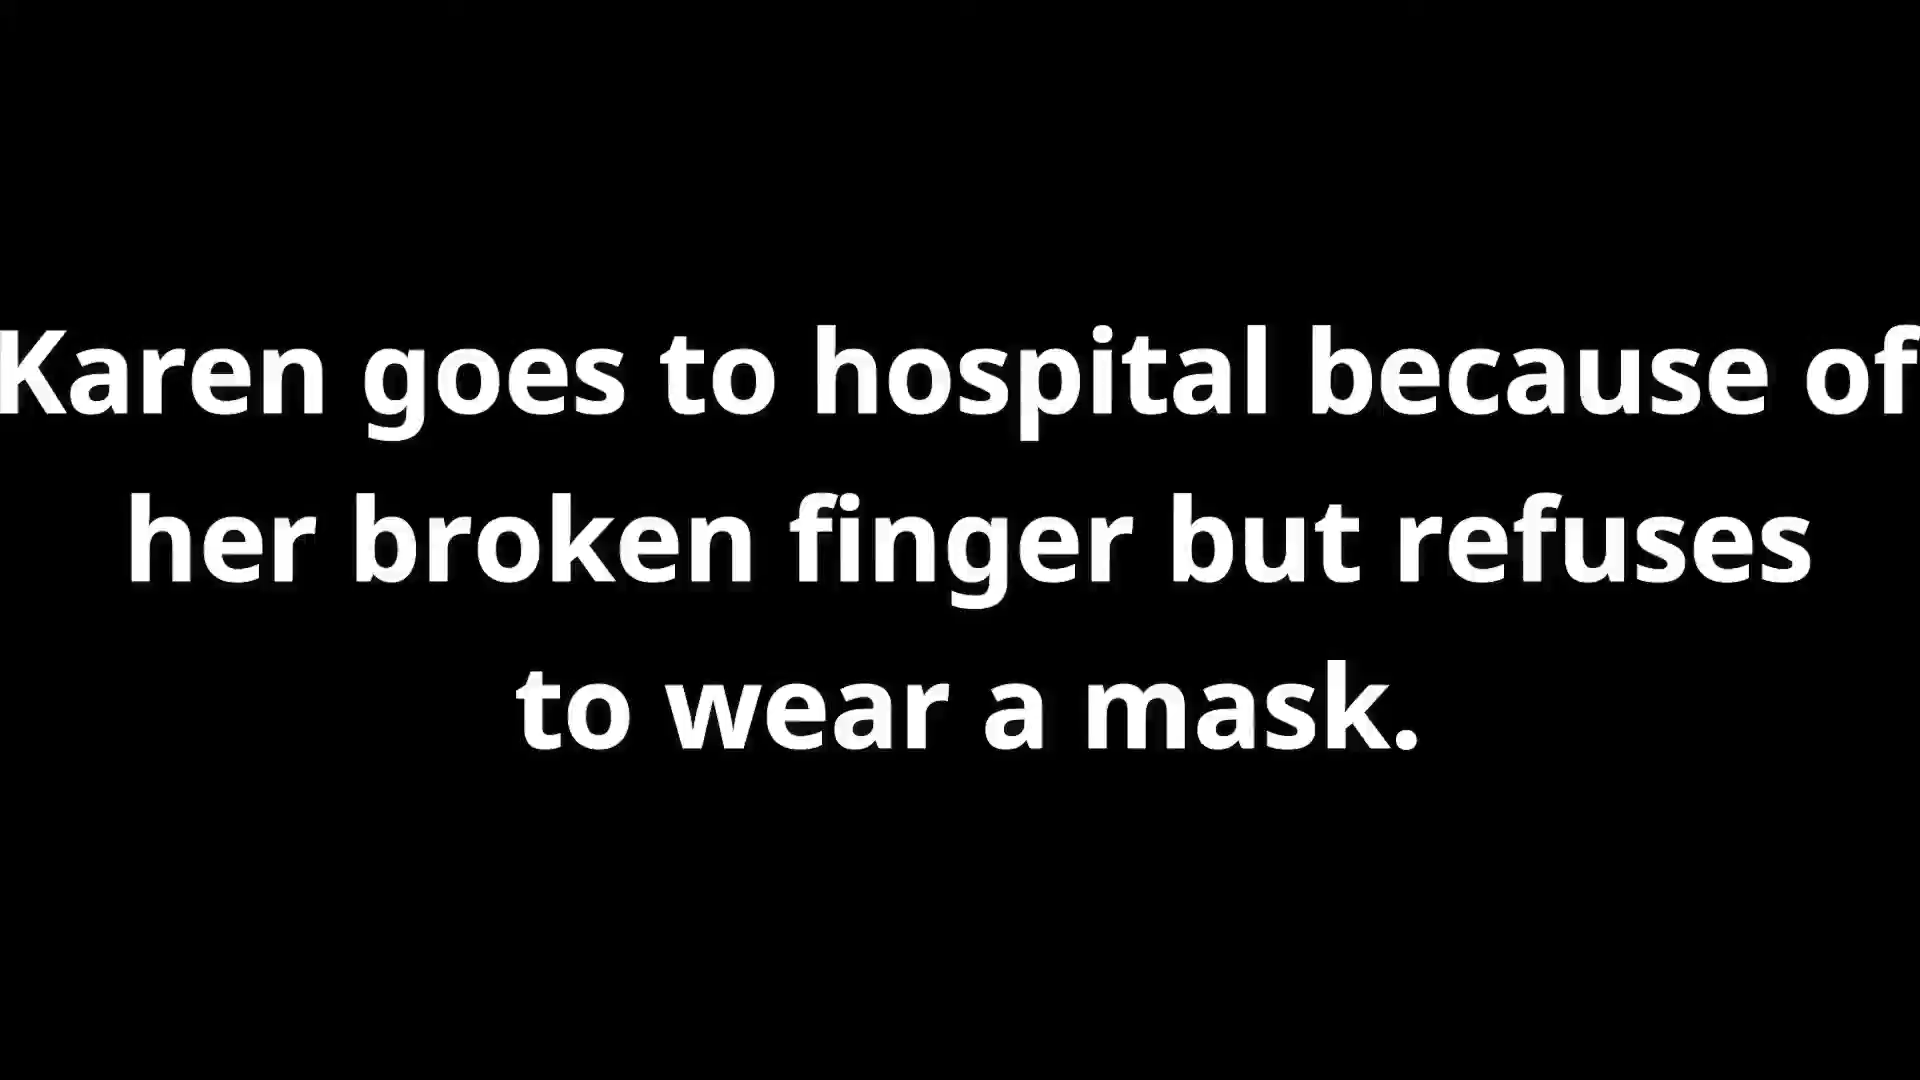 Karen goes to hospital because of
her broken finger but refuses
to wear a mask.